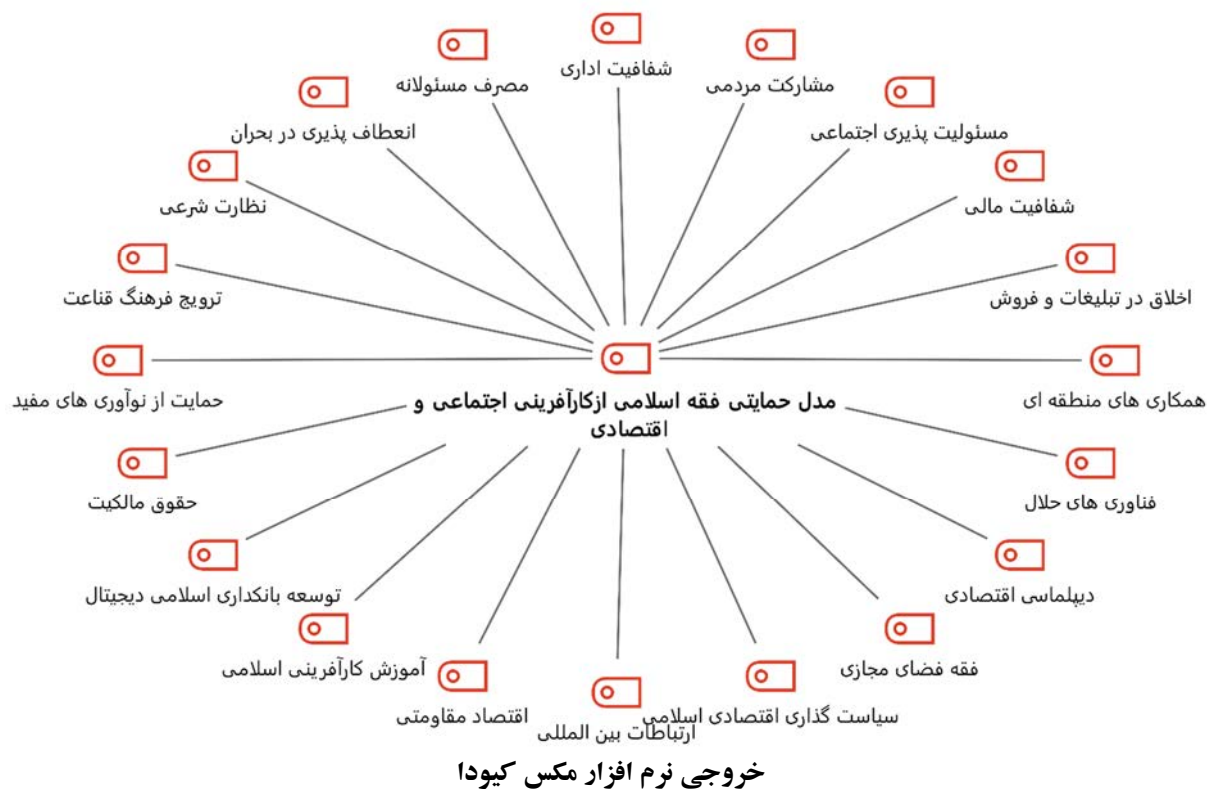 شفافیت اداری
مصرف مسئولانه
مشارکت مردمی
انعطاف پذیری در بحران
مسئولیت پذیری اجتماعی
نظارت شرعی
شفافیت مالی
ترویج فرهنگ قناعت
اخلاق در تبلیغات و فروش
حمایت از نوآوری های مفید
همکاری های منطقه ای
مدل حمایتی فقه اسلامی ازکارآفرینی اجتماعی و
اقتصادی
حقوق مالکیت
فناوری های حلال
توسعه بانکداری اسلامی دیجیتال
دیپلماسی اقتصادی
آموزش کارآفرینی اسلامی
فقه فضای مجازی
اقتصاد مقاومتی
سیاست گذاری اقتصادی اسلامی
ارتباطات بین المللی
خروجی نرم افزار مکس کیودا